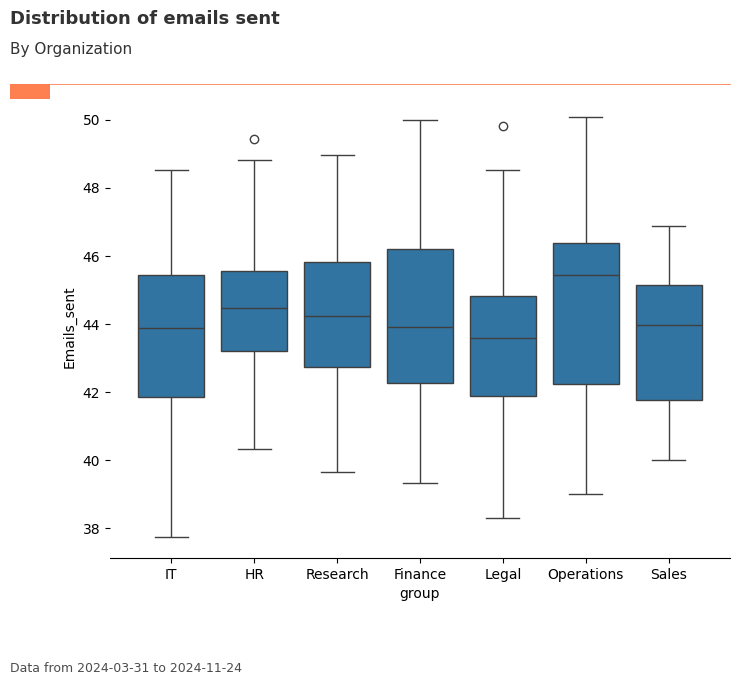 Distribution of emails sent
By Organization
50
48
46
44
42
40
38
Emails_sent
IT HR Research Finance Legal Operations Sales
group
Data from 2024-03-31 to 2024-11-24